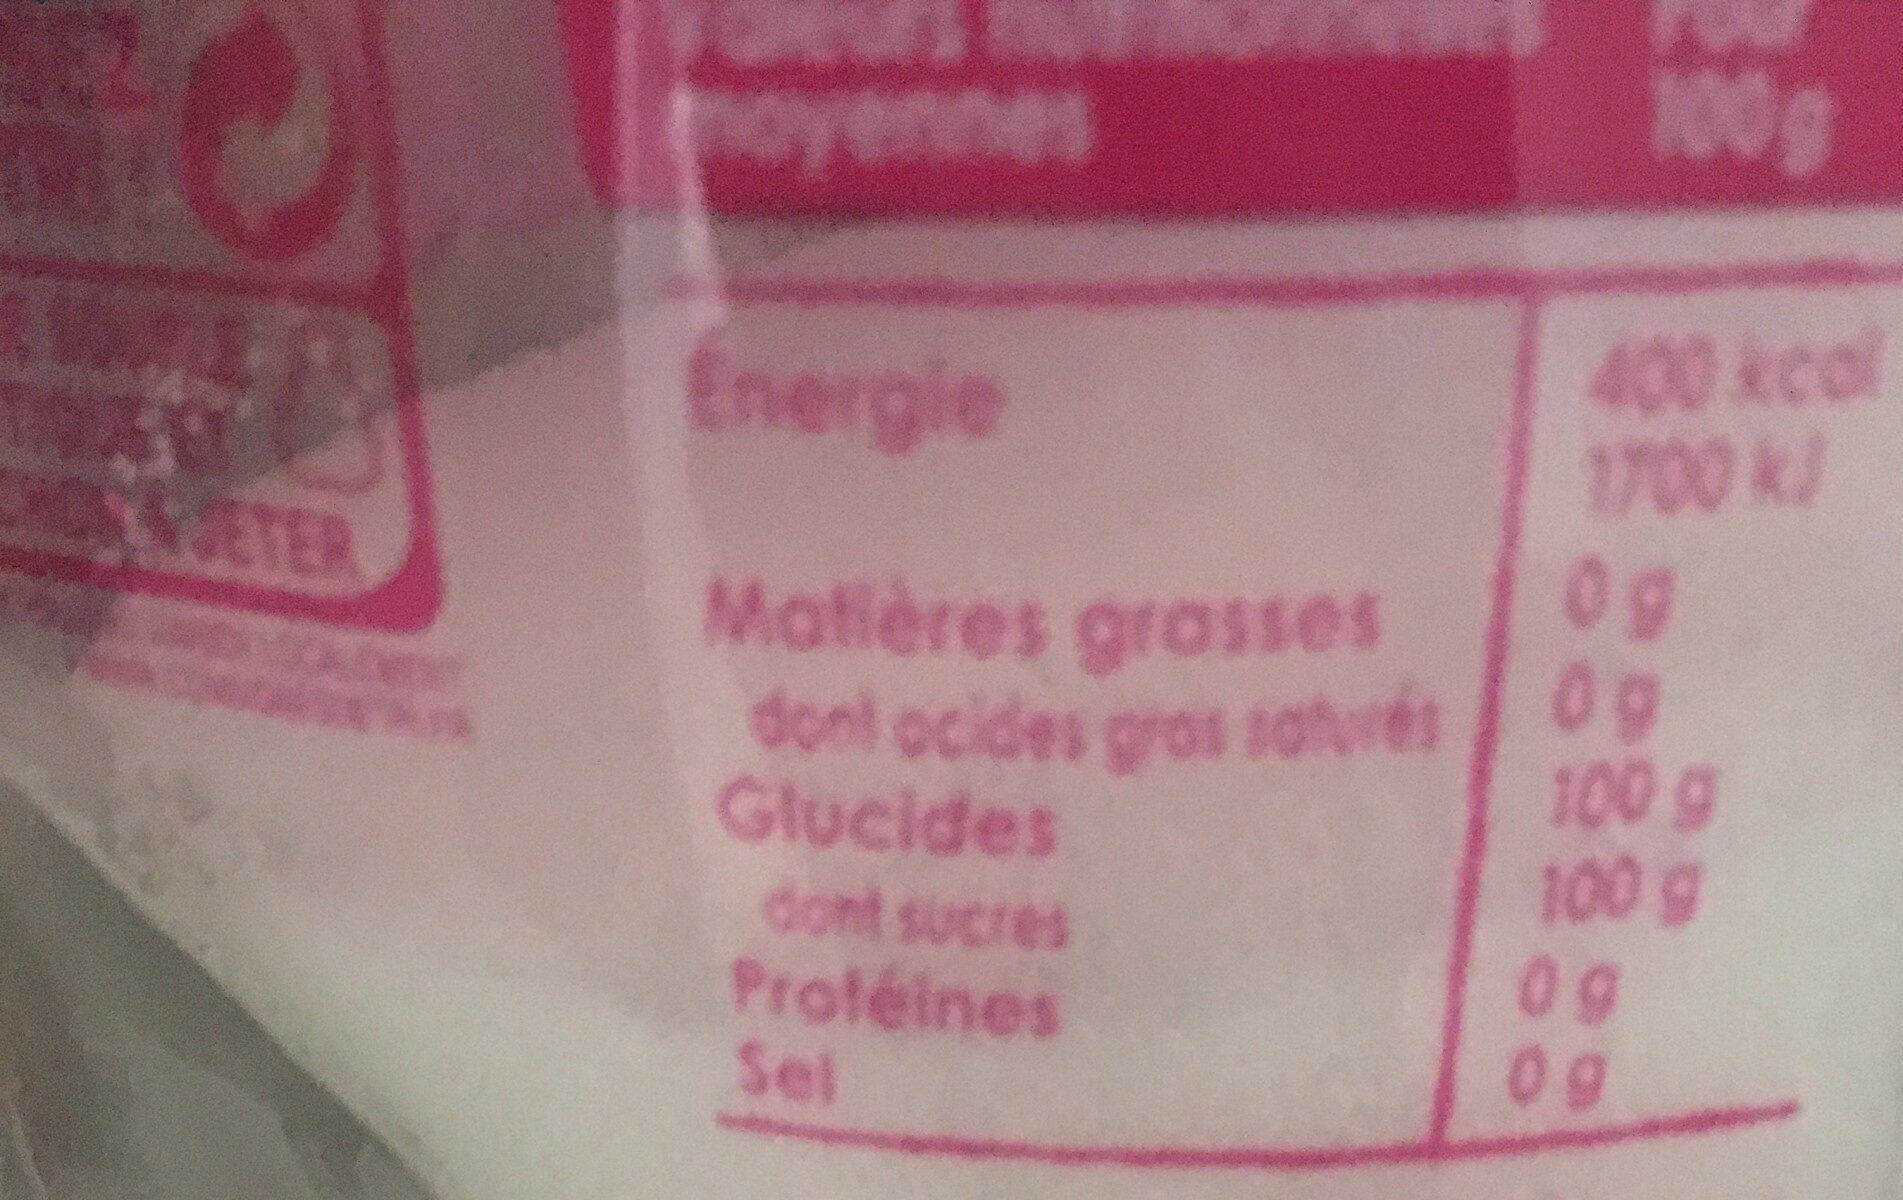 Valeurs nutritionnelles
moyennes
Pour
100 g
Énergie
400 kcal
1700 kJ
Matières grasses
0 g
dont acides gras saturés
0 g
Glucides
100 g
dont sucres
100 g
Protéines
0 g
Sel
0 g
JETER